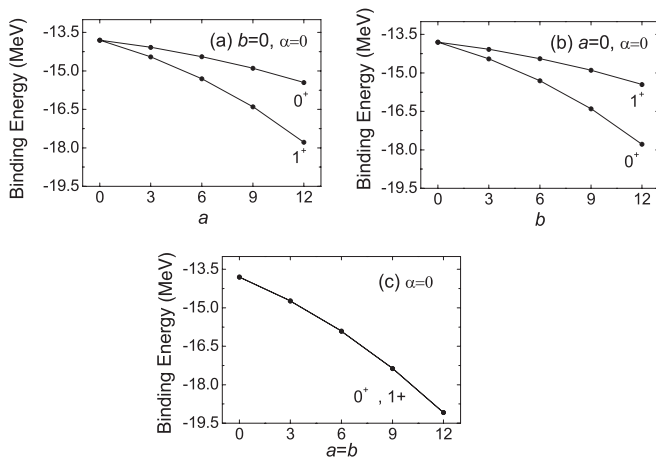 (a) b=0, α=0
Binding Energy (MeV)
-13.5
-15.0
-16.5
-18.0
-19.5
0⁺
1⁺
0 3 6 9 12
a
(b) a=0, α=0
Binding Energy (MeV)
-13.5
-15.0
-16.5
-18.0
-19.5
1⁺
0⁺
0 3 6 9 12
b
(c) α=0
Binding Energy (MeV)
-13.5
-15.0
-16.5
-18.0
-19.5
0⁺ , 1+
0 3 6 9 12
a=b